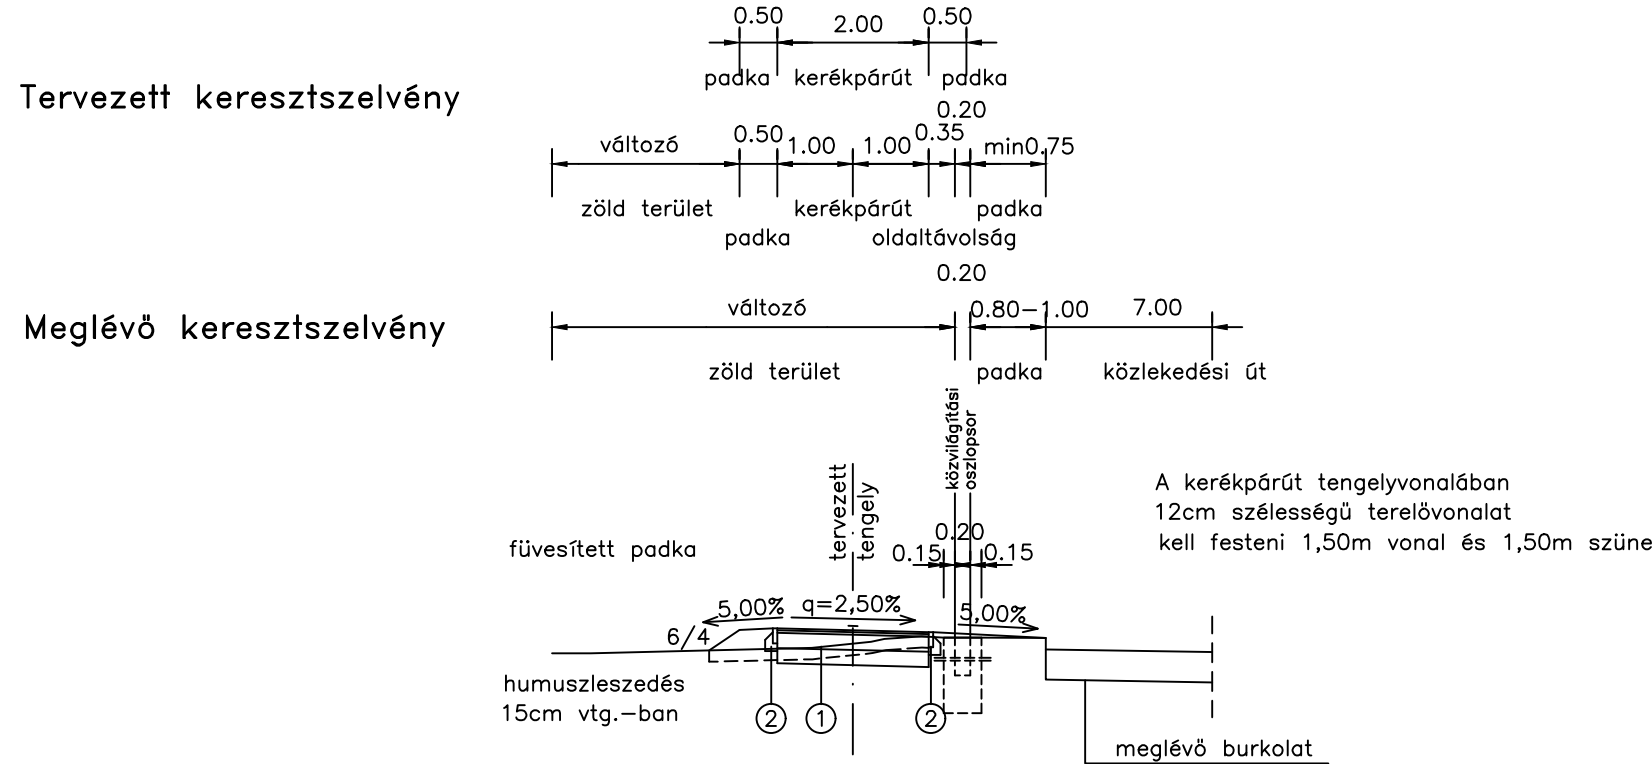 0.50 2.00 0.50
padka kerékpárút padka
Tervezett keresztszelvény
0.20
változó 0.50 1.00 1.00 0.35 min0.75
zöld terület kerékpárút padka
padka oldaltávolság
0.20
változó 0.80-1.00 7.00
Meglévő keresztszelvény
zöld terület padka közlekedési út
közvilágítási
oszlopsor
tervezett
tengely
A kerékpárút tengelyvonalában
12cm szélességű terelővonalat
kell festeni 1,50m vonal és 1,50m szüne
füvesített padka
0.20
0.15 0.15
5,00% q=2,50% 5,00%
6/4
humuszleszedés
15cm vtg.-ban
2 1 2
meglévő burkolat